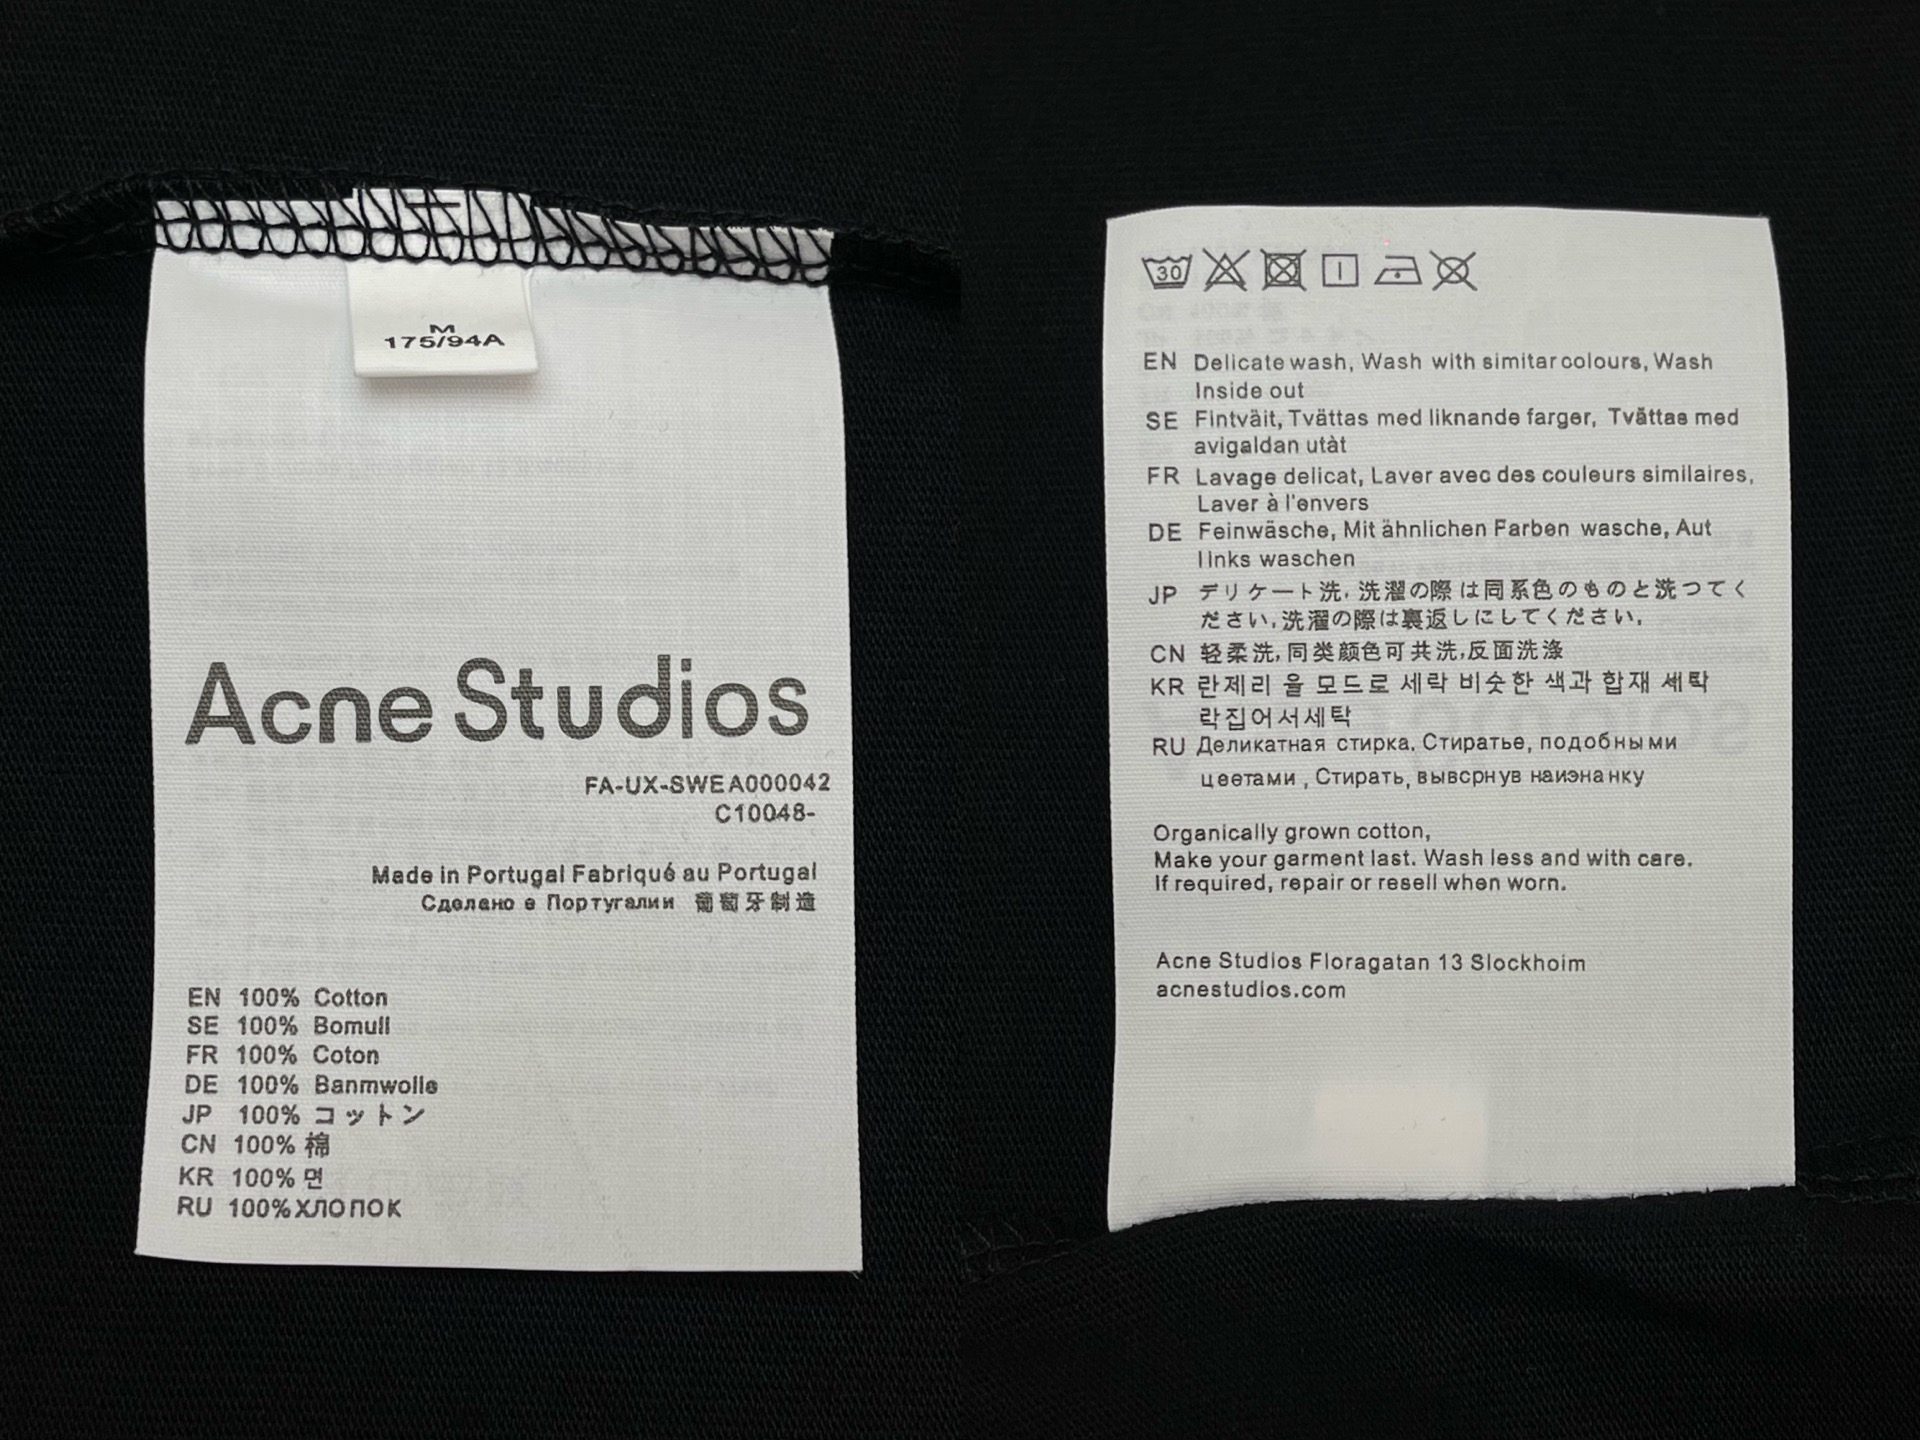 M
175/94A
Acne Studios
FA-UX-SWEA000042
C10048-
Made in Portugal Fabriqué au Portugal
Сделано в Португалии 葡萄牙制造
EN 100% Cotton
SE 100% Bomull
FR 100% Coton
DE 100% Banmwolle
JP 100% コットン
CN 100% 棉
KR 100% 면
RU 100% ХЛОПОК
30
EN Delicate wash, Wash with simitar colours, Wash
Inside out
SE Fintväit, Tvättas med liknande farger, Tvättas med
avigaldan utàt
FR Lavage delicat, Laver avec des couleurs similaires,
Laver à l'envers
DE Feinwäsche, Mit ähnlichen Farben wasche, Aut
links waschen
JP デリケート洗, 洗濯の際は同系色のものと洗つてく
ださい, 洗濯の際は裏返しにしてください,
CN 轻柔洗, 同类颜色可共洗, 反面洗涤
KR 란제리 울 모드로 세락 비슷한 색과 합재 세탁
락집어서세탁
RU Деликатная стирка. Стиратье, подобными
цеетами , Стирать, вывсрнув наиэнанку
Organically grown cotton,
Make your garment last. Wash less and with care.
If required, repair or resell when worn.
Acne Studios Floragatan 13 Slockhoim
acnestudios.com